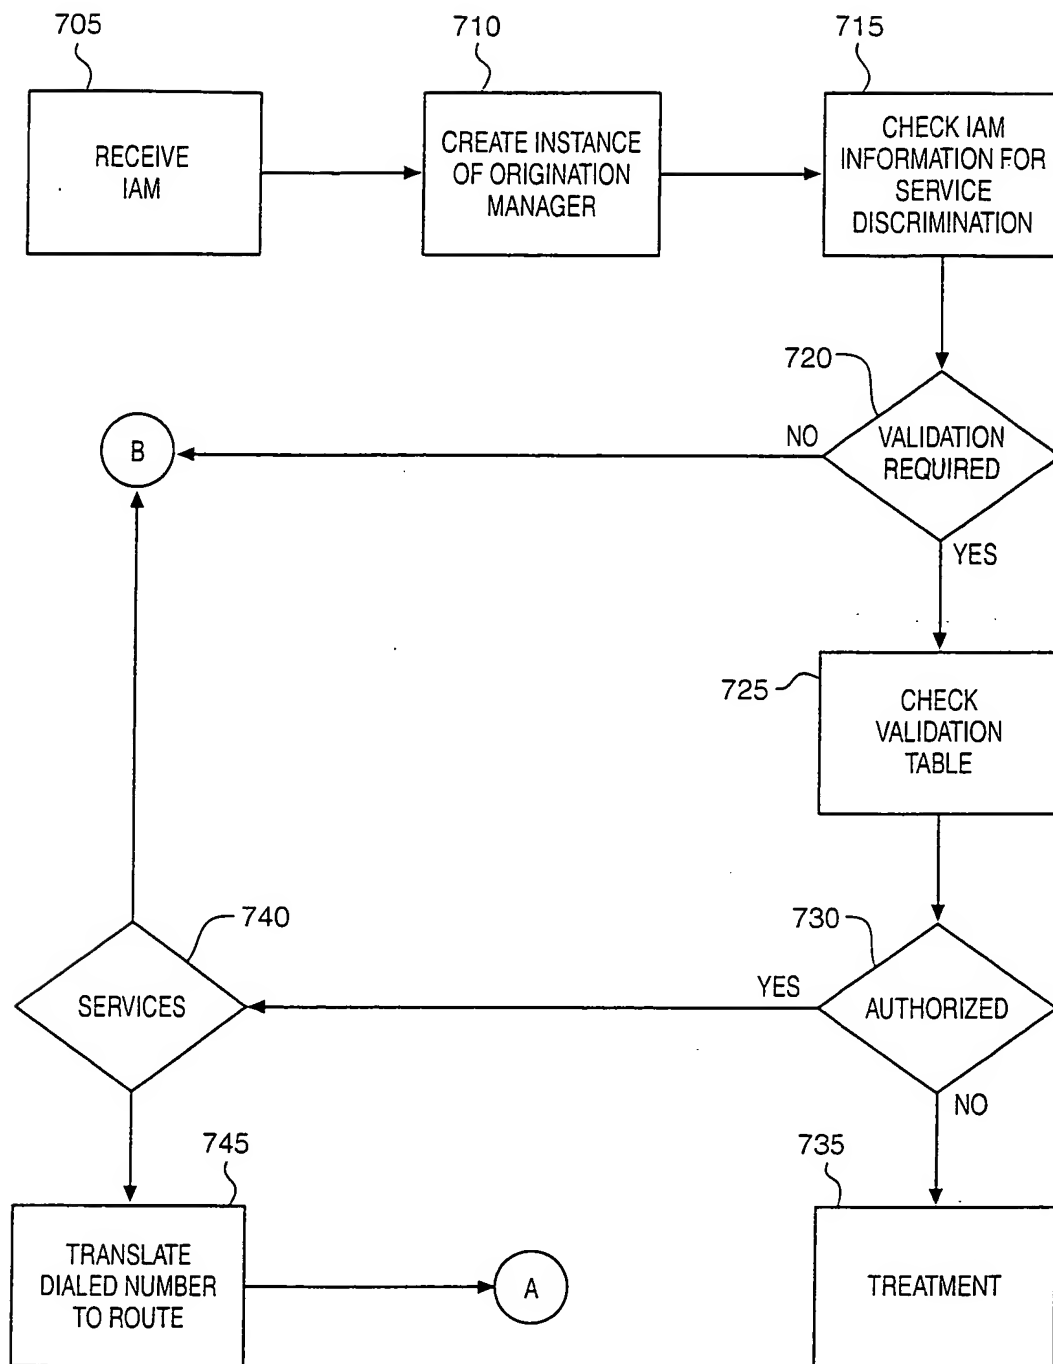 705
710
715
RECEIVE
IAM
CREATE INSTANCE
OF ORIGINATION
MANAGER
CHECK IAM
INFORMATION FOR
SERVICE
DISCRIMINATION
720
B
NO
VALIDATION
REQUIRED
YES
725
CHECK
VALIDATION
TABLE
740
730
SERVICES
YES
AUTHORIZED
NO
745
735
TRANSLATE
DIALED NUMBER
TO ROUTE
A
TREATMENT